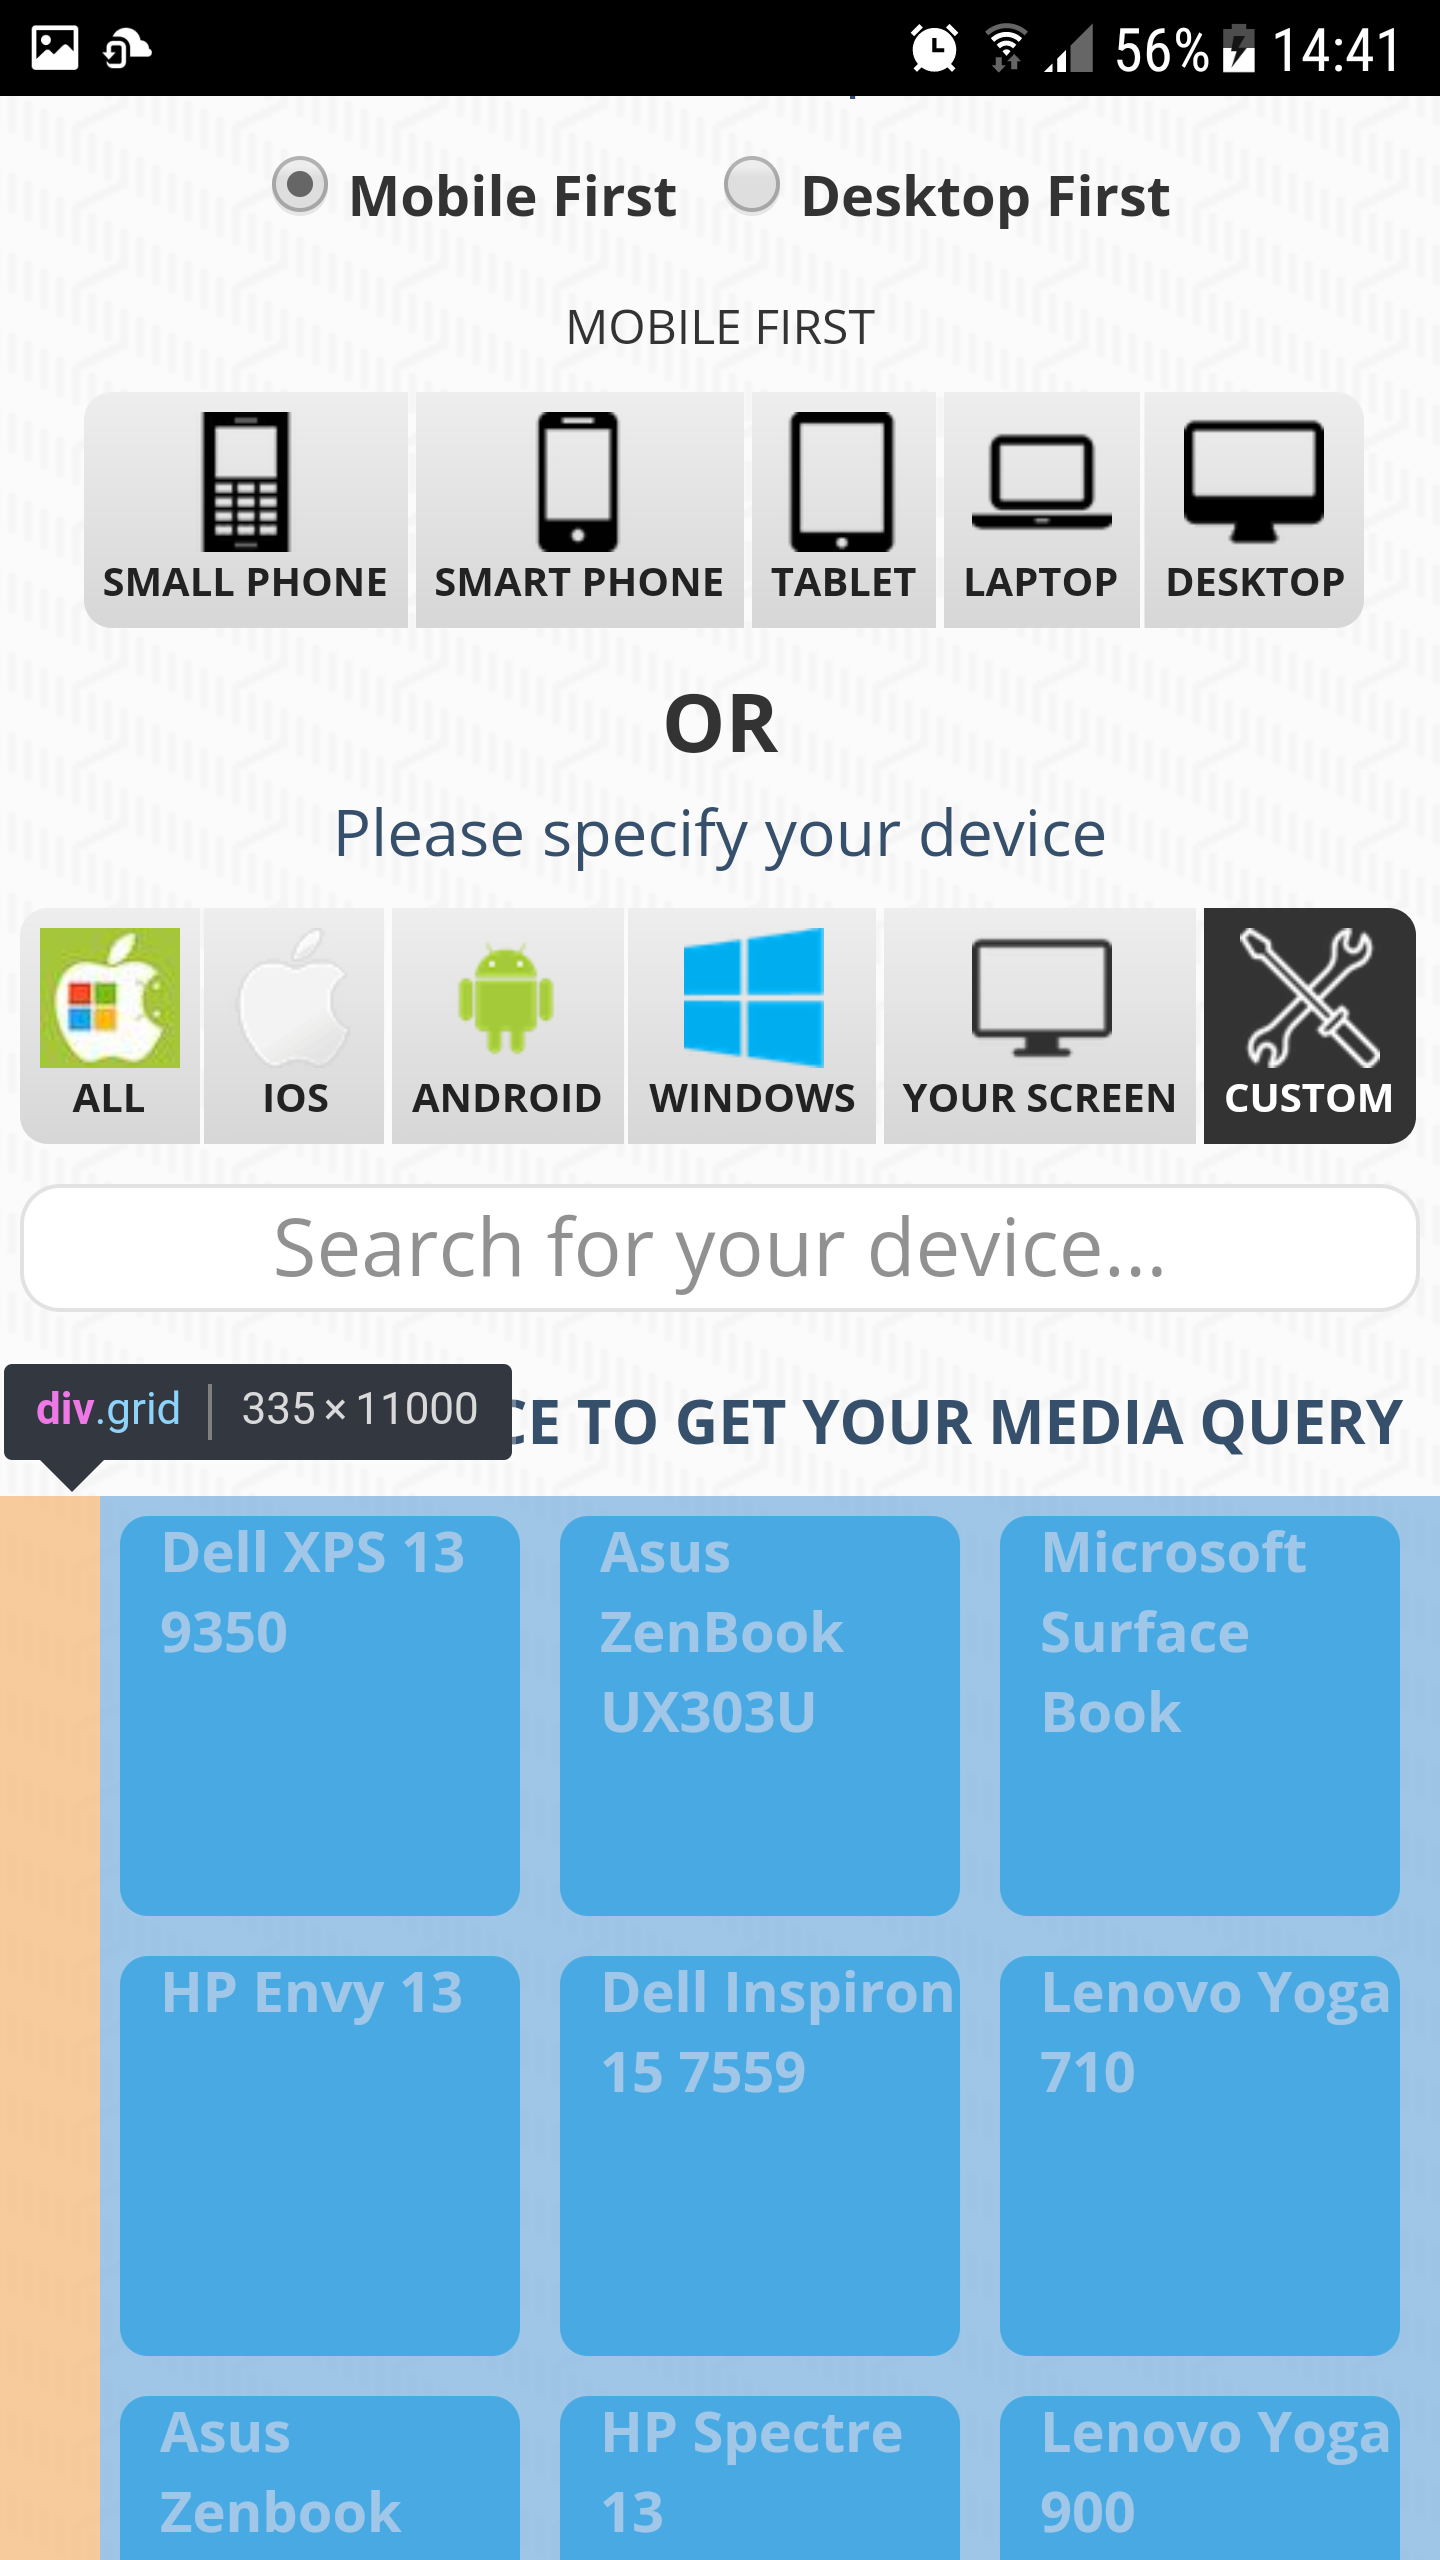 56% 14:41
Mobile First Desktop First
MOBILE FIRST
SMALL PHONE SMART PHONE TABLET LAPTOP DESKTOP
OR
Please specify your device
ALL IOS ANDROID WINDOWS YOUR SCREEN CUSTOM
Search for your device...
div.grid 335 × 11000
TO GET YOUR MEDIA QUERY
Dell XPS 13
9350
Asus
ZenBook
UX303U
Microsoft
Surface
Book
HP Envy 13
Dell Inspiron
15 7559
Lenovo Yoga
710
Asus
Zenbook
HP Spectre
13
Lenovo Yoga
900